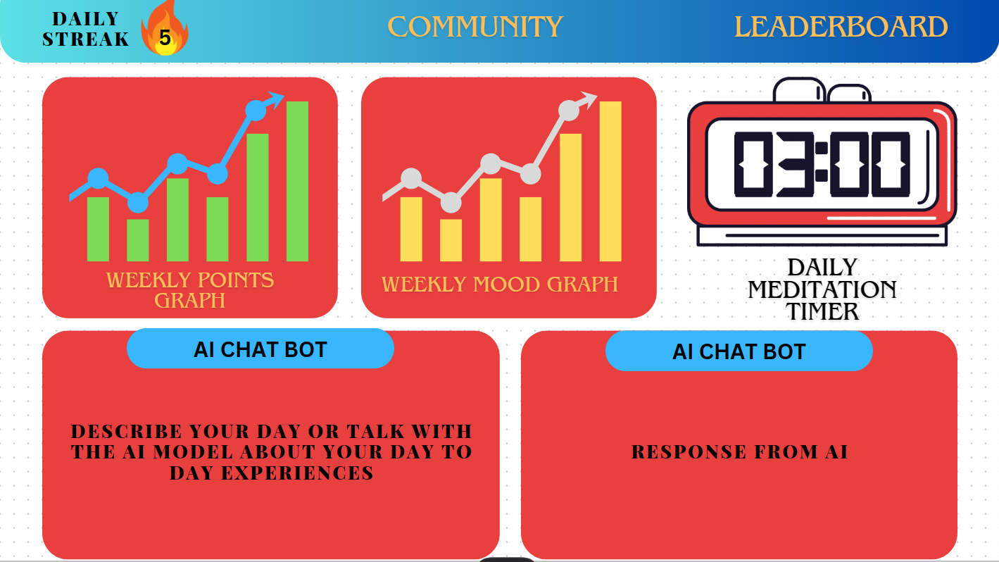 DAILY
STREAK
5
COMMUNITY
LEADERBOARD
WEEKLY POINTS
GRAPH
WEEKLY MOOD GRAPH
03:00
DAILY
MEDITATION
TIMER
AI CHAT BOT
DESCRIBE YOUR DAY OR TALK WITH
THE AI MODEL ABOUT YOUR DAY TO
DAY EXPERIENCES
AI CHAT BOT
RESPONSE FROM AI